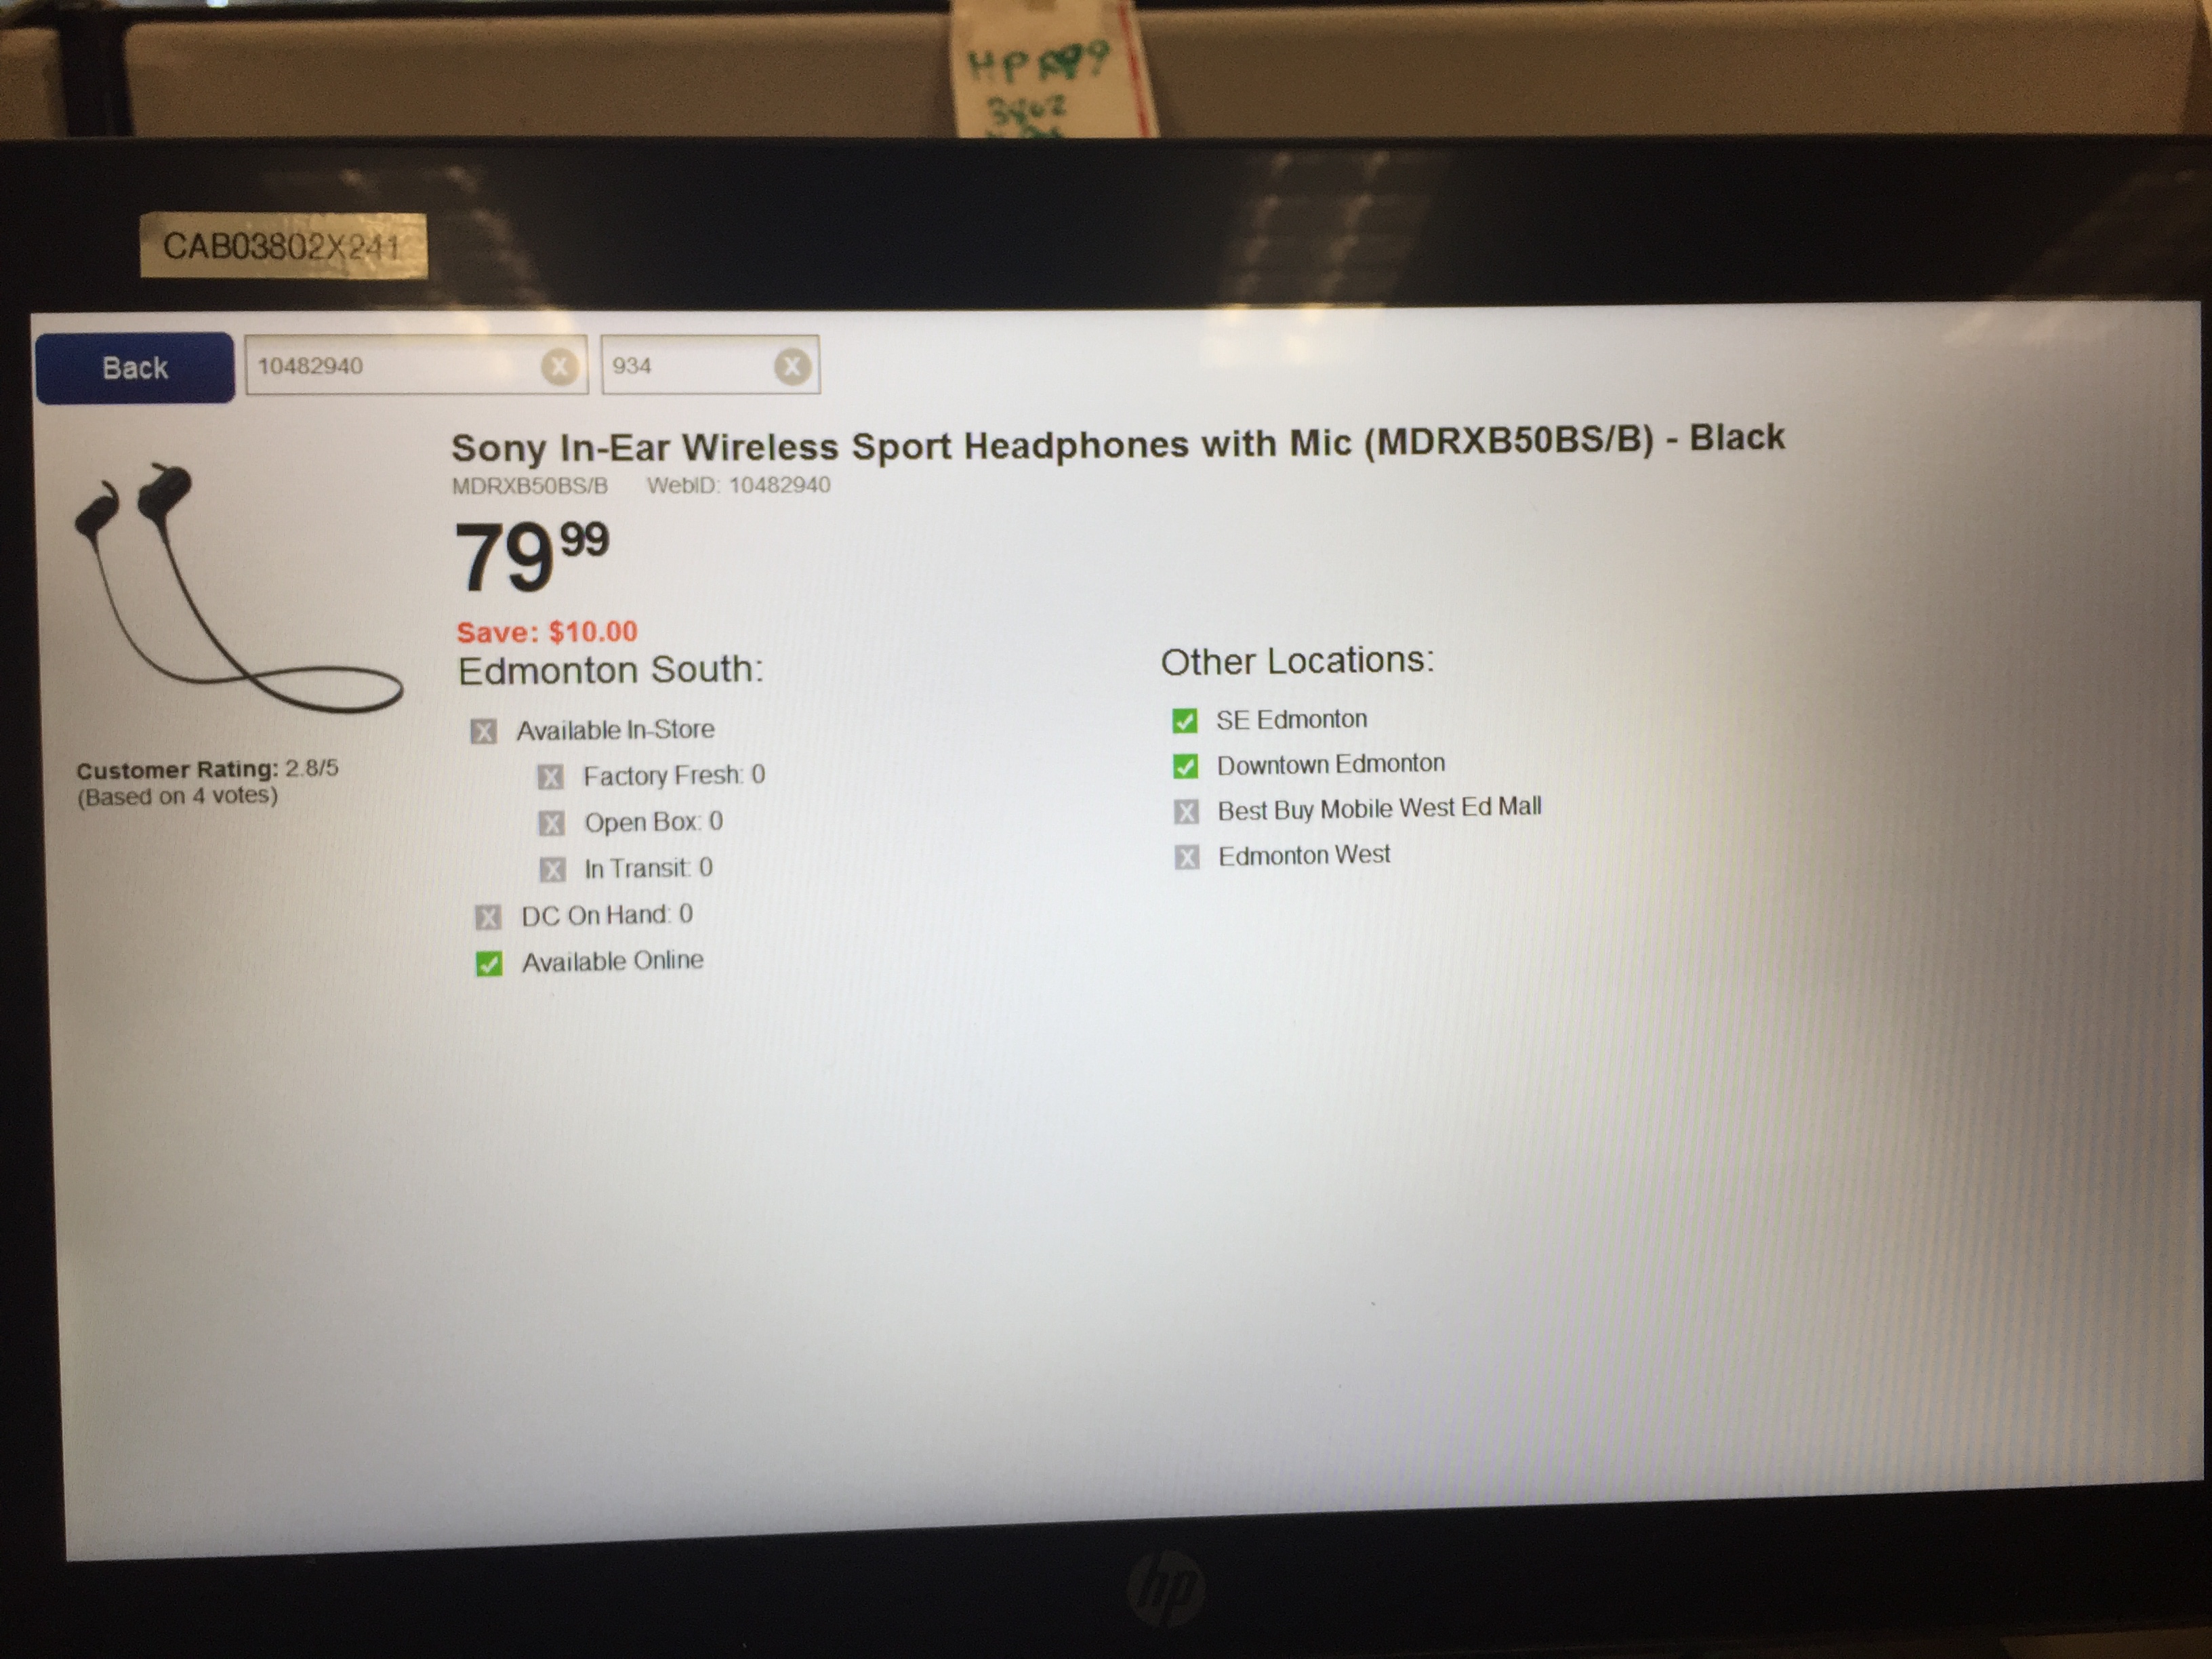 3802
CAB03802X241
Back
10482940
934
Sony In-Ear Wireless Sport Headphones with Mic (MDRXB50BS/B) - Black
MDRXB50BS/B WebID: 10482940
79 99
Save: $10.00
Edmonton South:
Available In-Store
Factory Fresh: 0
Open Box: 0
In Transit: 0
DC On Hand: 0
Available Online
Other Locations:
SE Edmonton
Downtown Edmonton
Best Buy Mobile West Ed Mall
Edmonton West
Customer Rating: 2.8/5
(Based on 4 votes)
hp